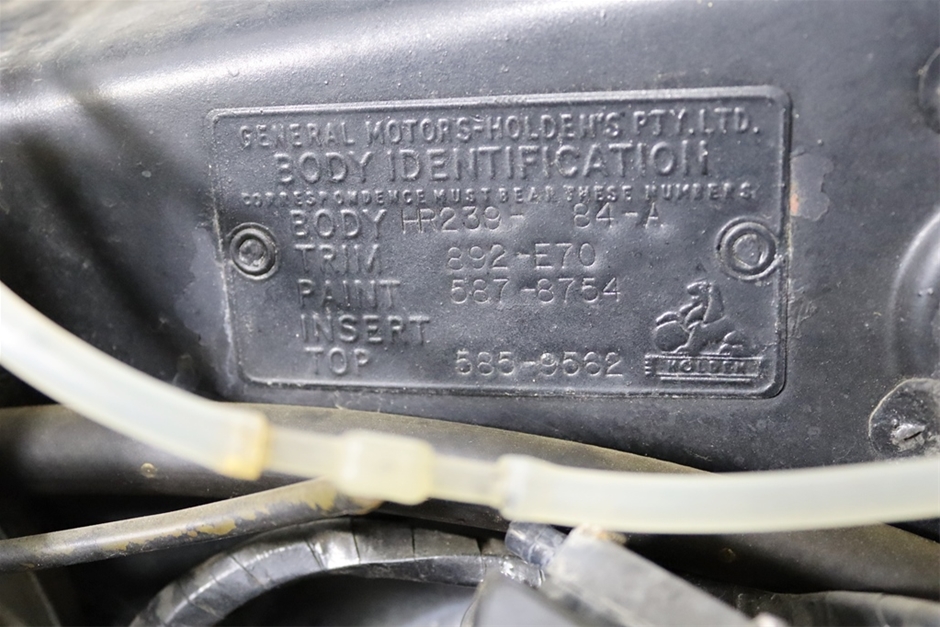 GENERAL MOTORS-HOLDEN'S PTY. LTD.
BODY IDENTIFICATION
CORRESPONDENCE MUST BEAR THESE NUMBERS
BODY HR239- 84-A
TRIM 892-E70
PAINT 587-8754
INSERT
TOP 585-9562
HOLDEN